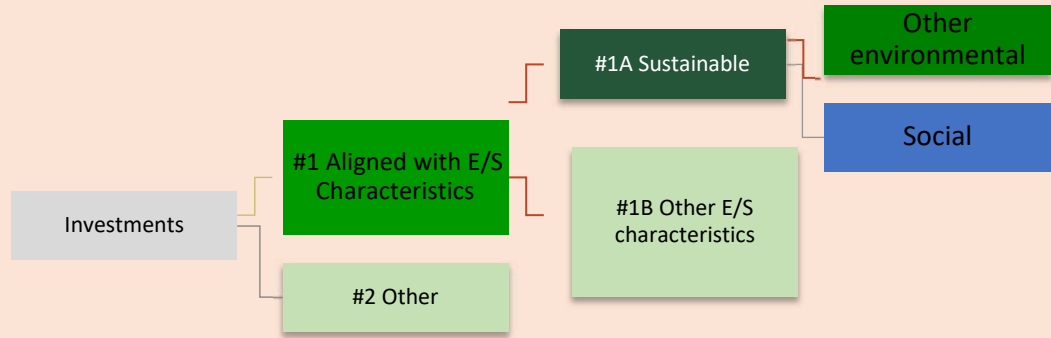 Other
environmental
#1A Sustainable
Social
#1 Aligned with E/S
Characteristics
#1B Other E/S
characteristics
Investments
#2 Other